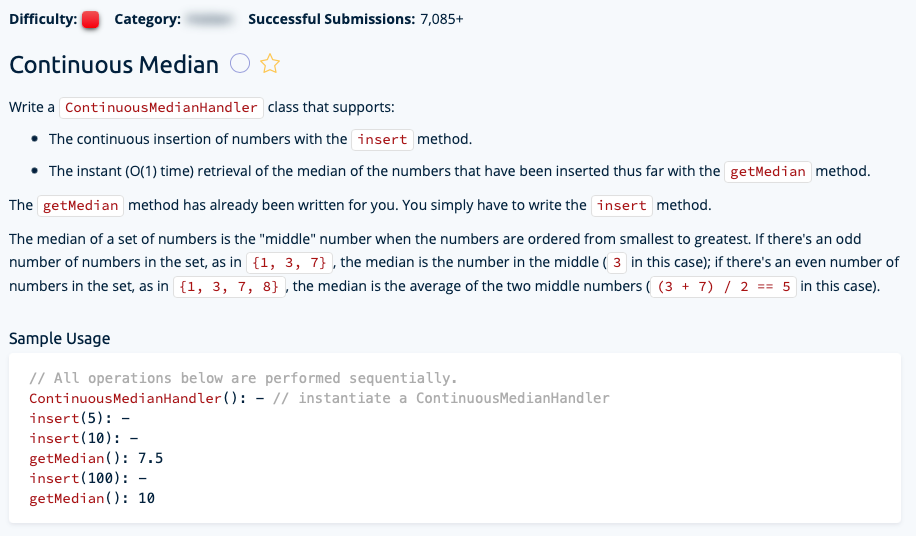 Difficulty: Category: Successful Submissions: 7,085+
Continuous Median
Write a ContinuousMedianHandler class that supports:
• The continuous insertion of numbers with the insert method.
• The instant (O(1) time) retrieval of the median of the numbers that have been inserted thus far with the getMedian method.
The getMedian method has already been written for you. You simply have to write the insert method.
The median of a set of numbers is the "middle" number when the numbers are ordered from smallest to greatest. If there's an odd
number of numbers in the set, as in {1, 3, 7}, the median is the number in the middle (3 in this case); if there's an even number of
numbers in the set, as in {1, 3, 7, 8}, the median is the average of the two middle numbers ( (3 + 7) / 2 == 5 in this case).
Sample Usage
// All operations below are performed sequentially.
ContinuousMedianHandler(): - // instantiate a ContinuousMedianHandler
insert(5): -
insert(10): -
getMedian(): 7.5
insert(100): -
getMedian(): 10